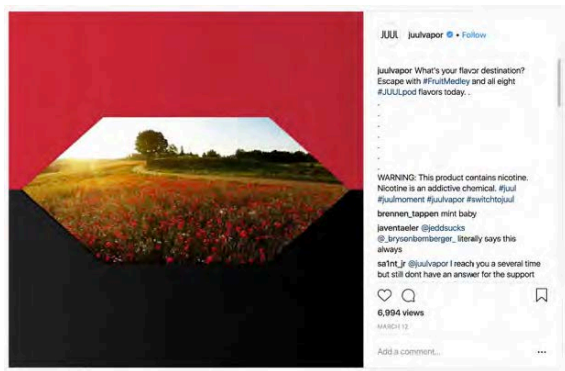 JUUL juulvapor • Follow
juulvapor What's your flavor destination?
Escape with #FruitMedley and all eight
#JUULpod flavors today. .
.
.
.
.
.
.
WARNING: This product contains nicotine.
Nicotine is an addictive chemical. #juul
#juulmoment #juulvapor #switchtojuul
brennen_tappen mint baby
javentaeler @jeddsucks
@_brysonbomberger_ literally says this
always
sa1nt_jr @juulvapor I reach you a several time
but still dont have an answer for the support
6,994 views
MARCH 12
Add a comment...